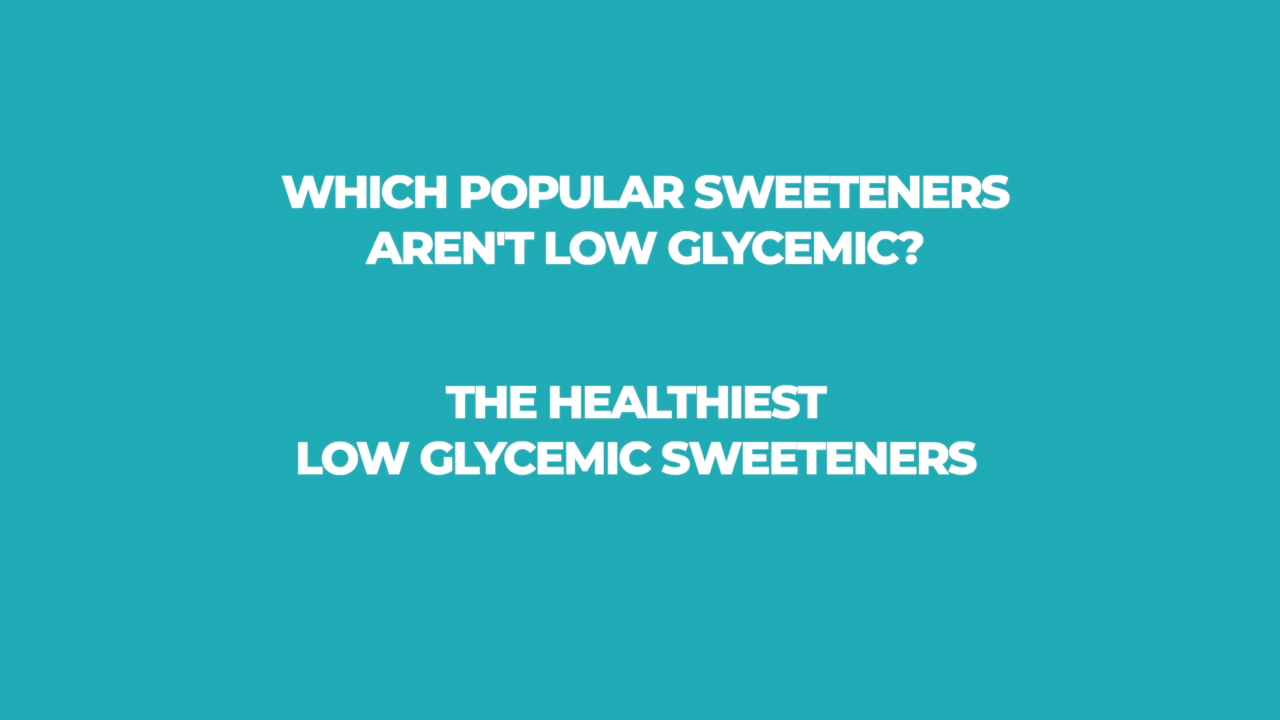 WHICH POPULAR SWEETENERS
AREN'T LOW GLYCEMIC?
THE HEALTHIEST
LOW GLYCEMIC SWEETENERS